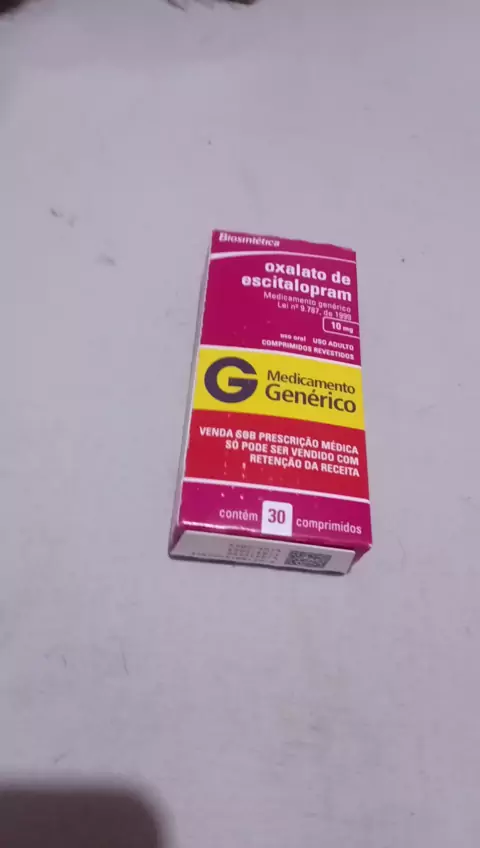 Biosintética
oxalato de
escitalopram
Medicamento genérico
Lei nº 9.787, de 1999
10 mg
uso oral USO ADULTO
COMPRIMIDOS REVESTIDOS
G Medicamento
Genérico
VENDA SOB PRESCRIÇÃO MÉDICA
SÓ PODE SER VENDIDO COM
RETENÇÃO DA RECEITA
contém 30 comprimidos